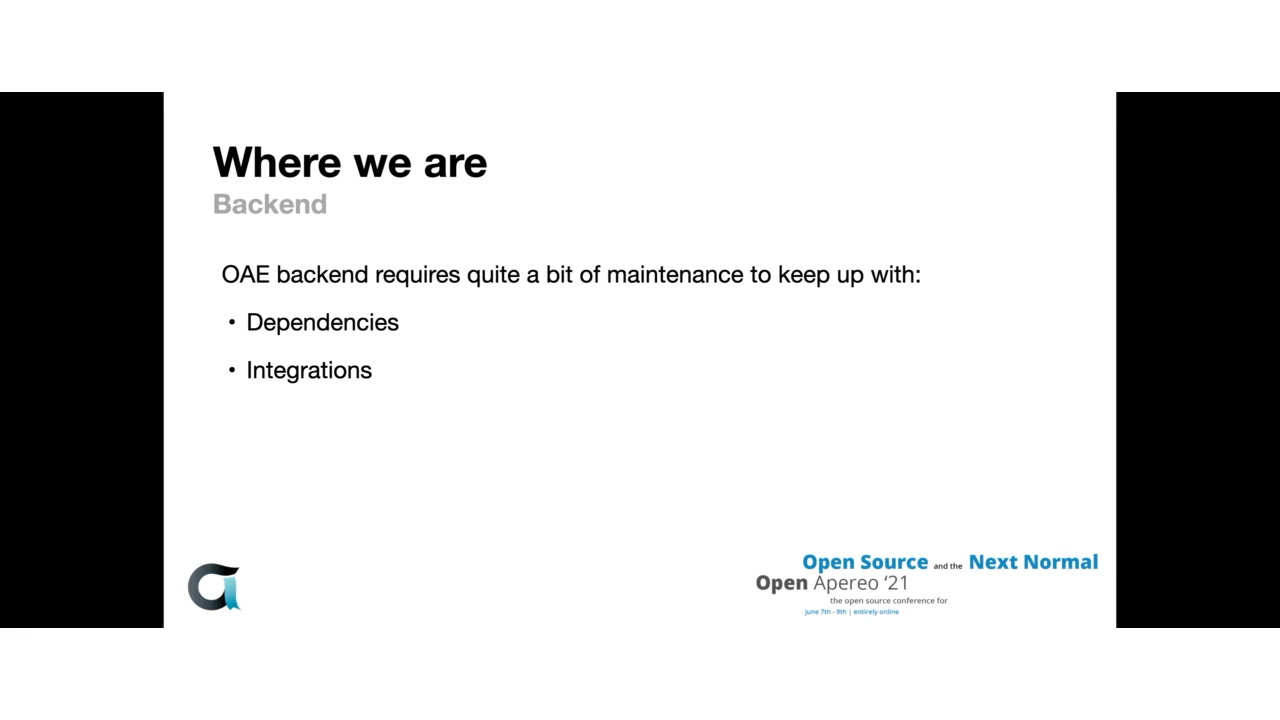 Where we are
Backend
OAE backend requires quite a bit of maintenance to keep up with:
• Dependencies
• Integrations
Open Source and the Next Normal
Open Apereo ‘21
the open source conference for
june 7th - 9th | entirely online